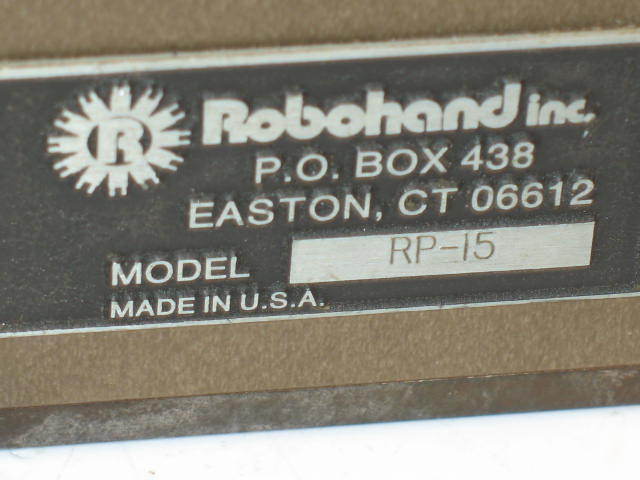 R Robohand inc.
P.O. BOX 438
EASTON, CT 06612
MODEL RP-15
MADE IN U.S.A.